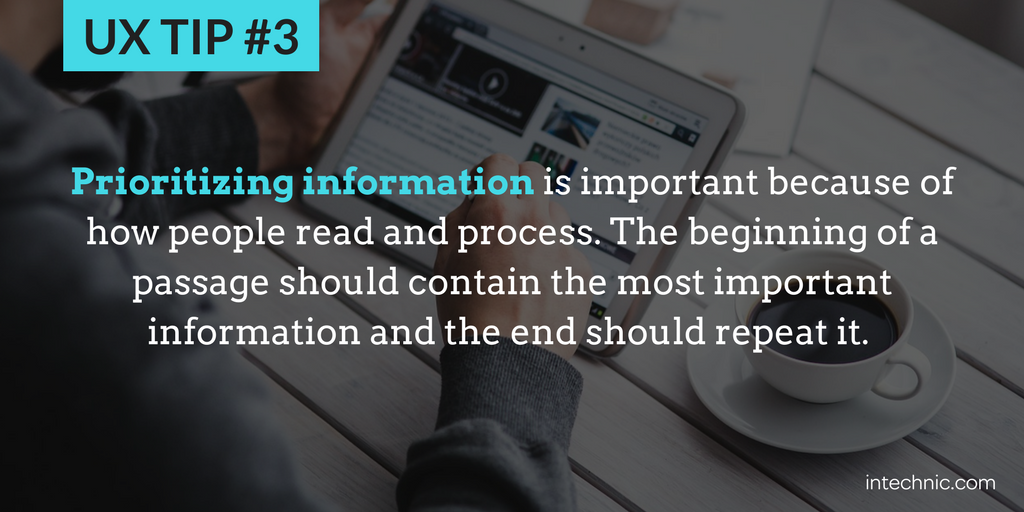 UX TIP #3
Prioritizing information is important because of
how people read and process. The beginning of a
passage should contain the most important
information and the end should repeat it.
intechnic.com